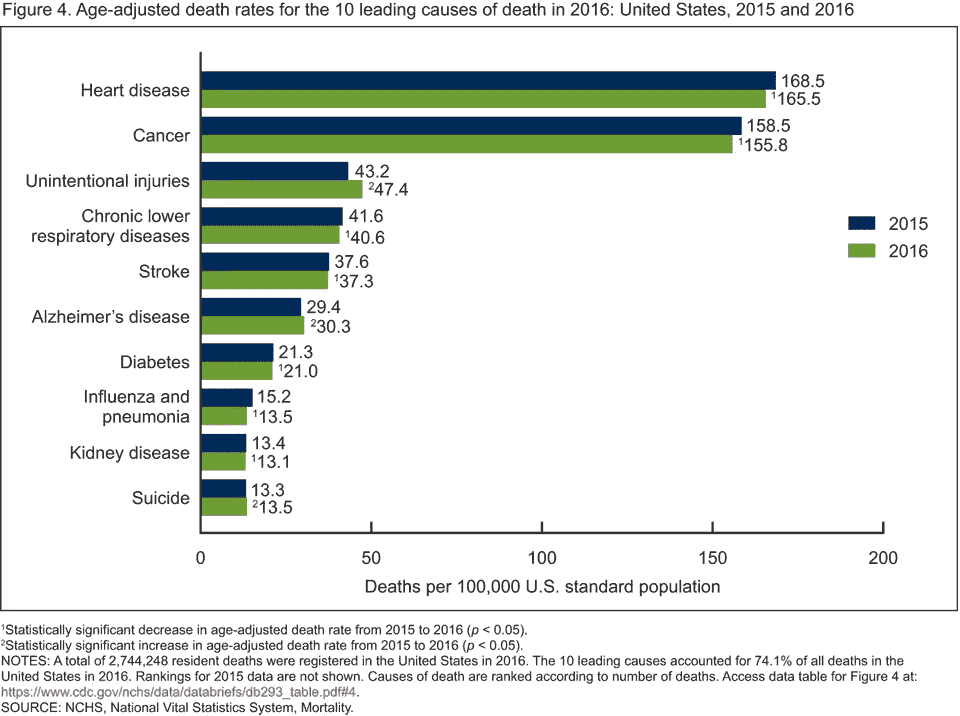 Figure 4. Age-adjusted death rates for the 10 leading causes of death in 2016: United States, 2015 and 2016
Heart disease
168.5
¹165.5
Cancer
158.5
¹155.8
Unintentional injuries
43.2
²47.4
Chronic lower
respiratory diseases
41.6
¹40.6
Stroke
37.6
¹37.3
Alzheimer's disease
29.4
²30.3
Diabetes
21.3
¹21.0
Influenza and
pneumonia
15.2
¹13.5
Kidney disease
13.4
¹13.1
Suicide
13.3
²13.5
2015
2016
0 50 100 150 200
Deaths per 100,000 U.S. standard population
¹Statistically significant decrease in age-adjusted death rate from 2015 to 2016 (p < 0.05).
²Statistically significant increase in age-adjusted death rate from 2015 to 2016 (p < 0.05).
NOTES: A total of 2,744,248 resident deaths were registered in the United States in 2016. The 10 leading causes accounted for 74.1% of all deaths in the
United States in 2016. Rankings for 2015 data are not shown. Causes of death are ranked according to number of deaths. Access data table for Figure 4 at:
https://www.cdc.gov/nchs/data/databriefs/db293_table.pdf#4.
SOURCE: NCHS, National Vital Statistics System, Mortality.